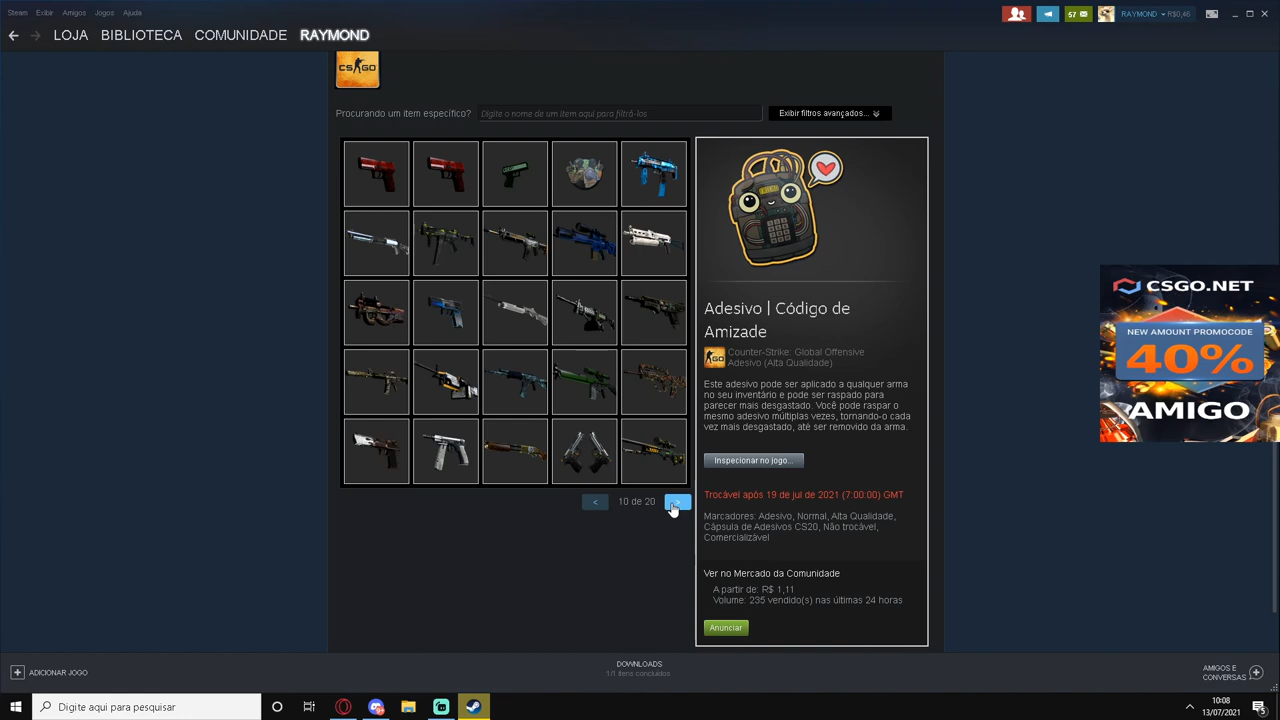 Steam Exibir Amigos Jogos Ajuda
57 RAYMOND R$0,46
LOJA BIBLIOTECA COMUNIDADE RAYMOND
CS GO
Procurando um item específico? Digite o nome de um item aqui para filtrá-los Exibir filtros avançados...
Adesivo | Código de
Amizade
Counter-Strike: Global Offensive
Adesivo (Alta Qualidade)
Este adesivo pode ser aplicado a qualquer arma
no seu inventário e pode ser raspado para
parecer mais desgastado. Você pode raspar o
mesmo adesivo múltiplas vezes, tornando-o cada
vez mais desgastado, até ser removido da arma.
Inspecionar no jogo...
Trocável após 19 de jul de 2021 (7:00:00) GMT
Marcadores: Adesivo, Normal, Alta Qualidade,
Cápsula de Adesivos CS20, Não trocável,
Comercializável
Ver no Mercado da Comunidade
A partir de: R$ 1,11
Volume: 235 vendido(s) nas últimas 24 horas
Anunciar
< 10 de 20 >
CSGO.NET
NEW AMOUNT PROMOCODE
40%
AMIGO
ADICIONAR JOGO
DOWNLOADS
1/1 itens concluídos
AMIGOS E
CONVERSAS
Digite aqui para pesquisar
10:08
13/07/2021
5